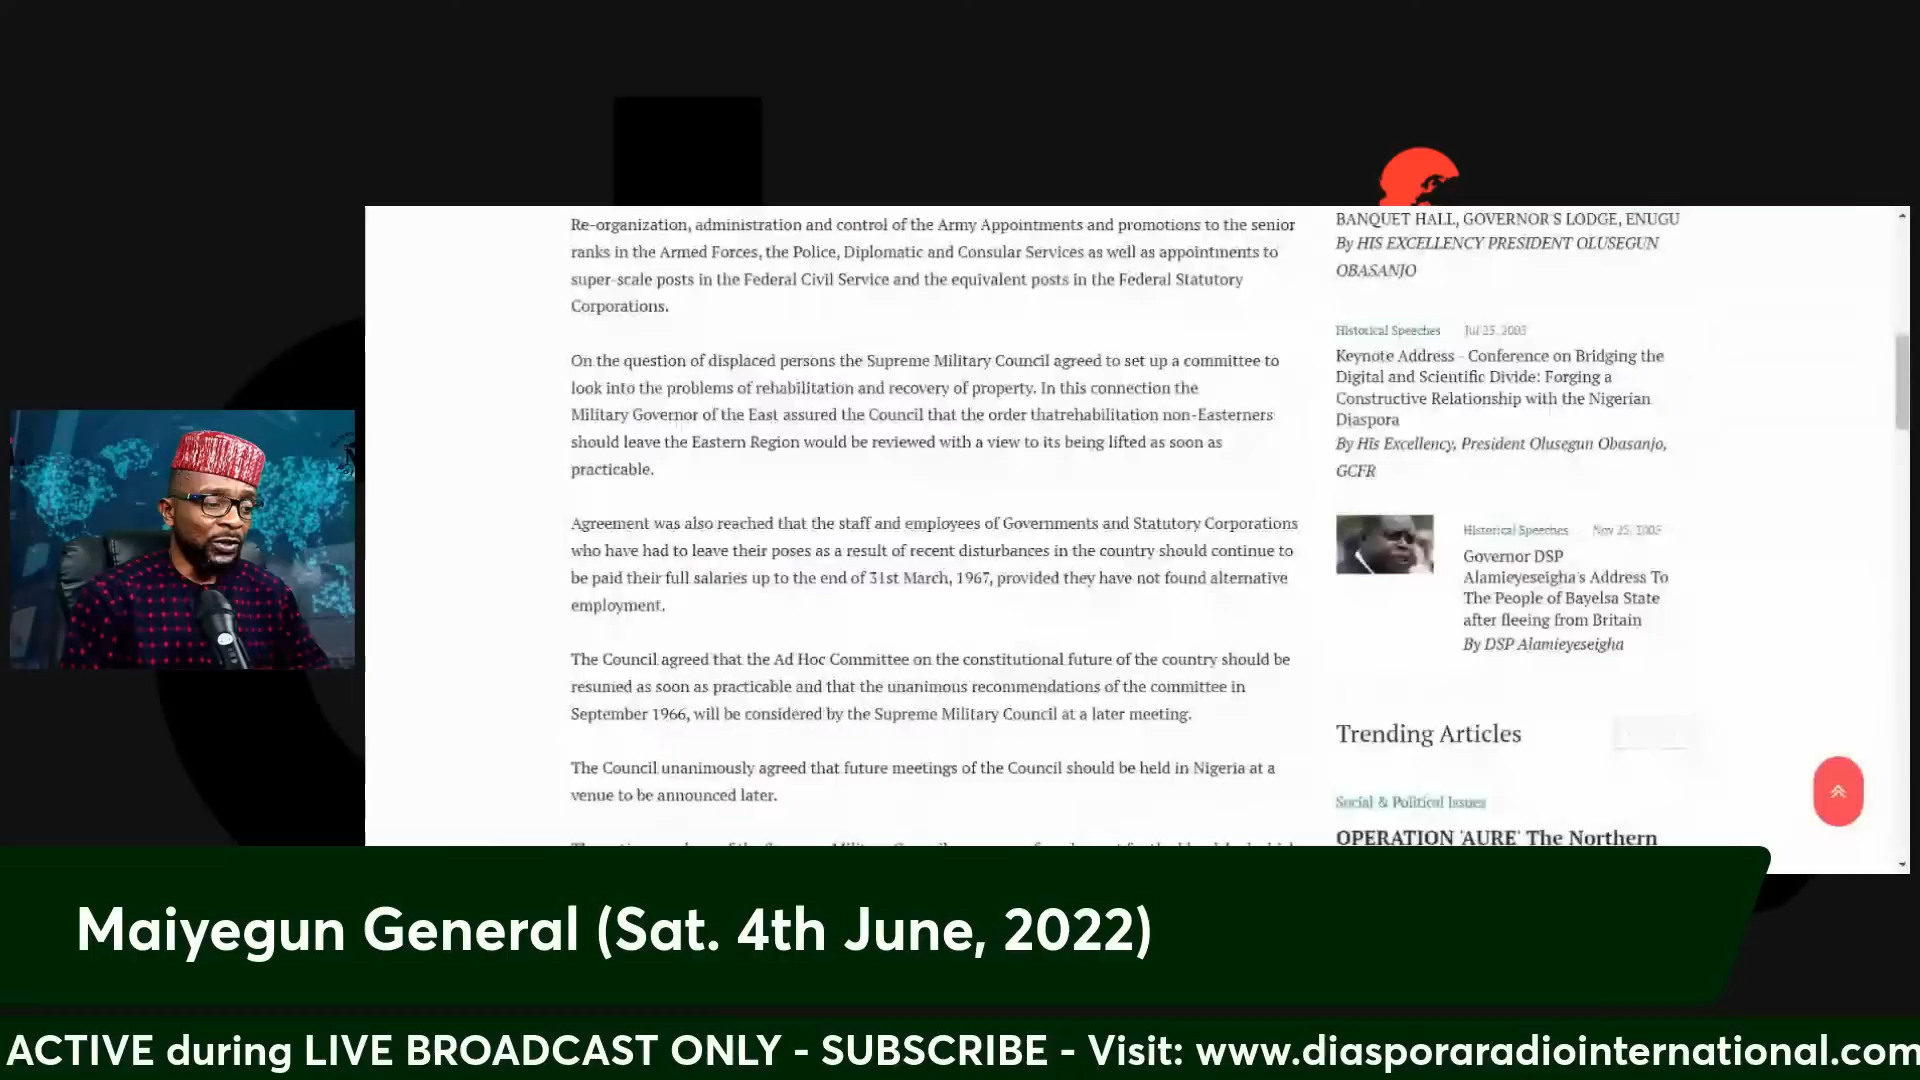 Re-organization, administration and control of the Army Appointments and promotions to the senior
ranks in the Armed Forces, the Police, Diplomatic and Consular Services as well as appointments to
super-scale posts in the Federal Civil Service and the equivalent posts in the Federal Statutory
Corporations.
On the question of displaced persons the Supreme Military Council agreed to set up a committee to
look into the problems of rehabilitation and recovery of property. In this connection the
Military Governor of the East assured the Council that the order thatrehabilitation non-Easterners
should leave the Eastern Region would be reviewed with a view to its being lifted as soon as
practicable.
Agreement was also reached that the staff and employees of Governments and Statutory Corporations
who have had to leave their poses as a result of recent disturbances in the country should continue to
be paid their full salaries up to the end of 31st March, 1967, provided they have not found alternative
employment.
The Council agreed that the Ad Hoc Committee on the constitutional future of the country should be
resumed as soon as practicable and that the unanimous recommendations of the committee in
September 1966, will be considered by the Supreme Military Council at a later meeting.
The Council unanimously agreed that future meetings of the Council should be held in Nigeria at a
venue to be announced later.
BANQUET HALL, GOVERNOR'S LODGE, ENUGU
By HIS EXCELLENCY PRESIDENT OLUSEGUN
OBASANJO
Historical Speeches Jul 25, 2005
Keynote Address - Conference on Bridging the
Digital and Scientific Divide: Forging a
Constructive Relationship with the Nigerian
Diaspora
By His Excellency, President Olusegun Obasanjo,
GCFR
Historical Speeches Nov 25, 2005
Governor DSP
Alamieyeseigha's Address To
The People of Bayelsa State
after fleeing from Britain
By DSP Alamieyeseigha
Trending Articles
Social & Political Issues
OPERATION 'AURE' The Northern
Maiyegun General (Sat. 4th June, 2022)
ACTIVE during LIVE BROADCAST ONLY - SUBSCRIBE - Visit: www.diasporaradiointernational.com